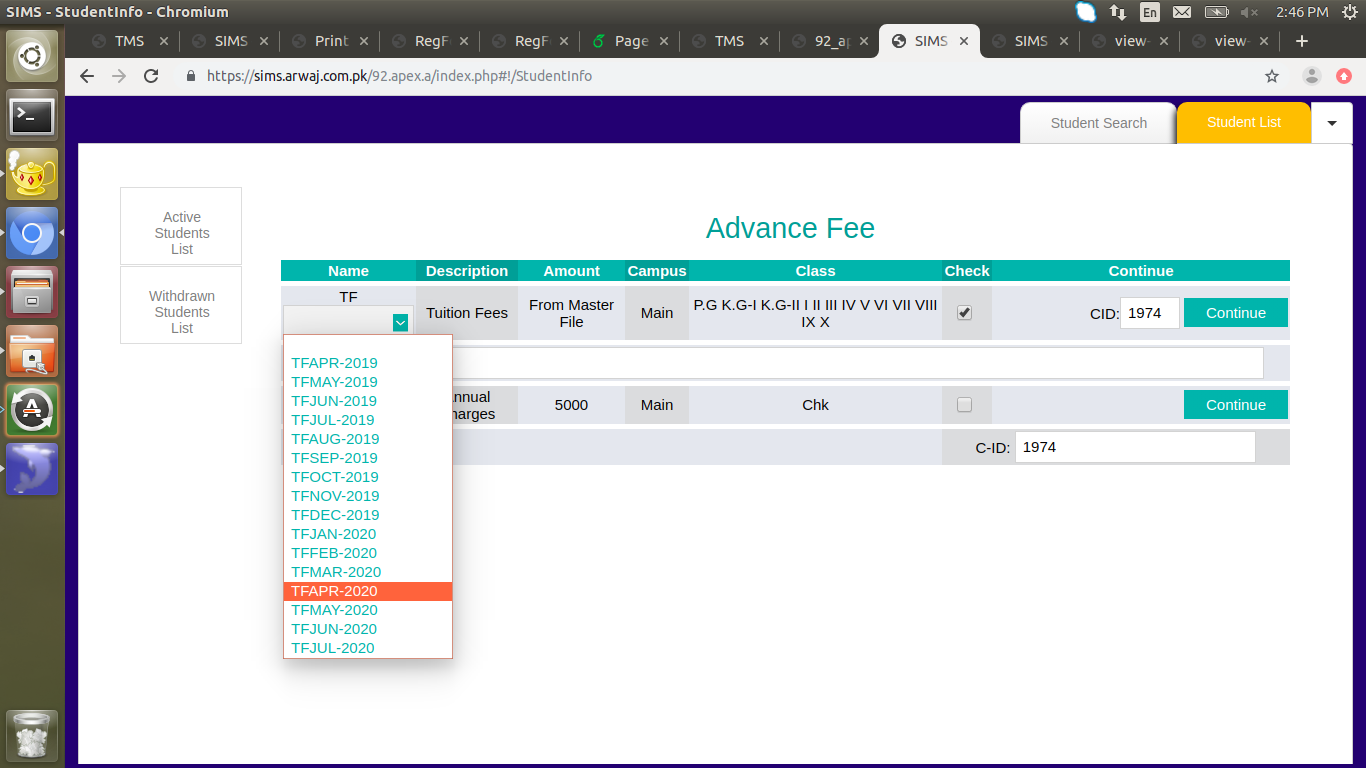 SIMS - StudentInfo - Chromium
En
2:46 PM
TMS
SIMS
Print
RegF
RegF
Page
TMS
92_a
SIMS
SIMS
view-
view-
https://sims.arwaj.com.pk/92.apex.a/index.php#!/StudentInfo
Student Search
Student List
Active
Students
List
Withdrawn
Students
List
Advance Fee
Name Description Amount Campus Class Check Continue
TF
Tuition Fees
From Master
File
Main
P.G K.G-I K.G-II I II III IV V VI VII VIII
IX X
CID: 1974 Continue
nnual
harges
5000
Main
Chk
Continue
C-ID: 1974
TFAPR-2019
TFMAY-2019
TFJUN-2019
TFJUL-2019
TFAUG-2019
TFSEP-2019
TFOCT-2019
TFNOV-2019
TFDEC-2019
TFJAN-2020
TFFEB-2020
TFMAR-2020
TFAPR-2020
TFMAY-2020
TFJUN-2020
TFJUL-2020